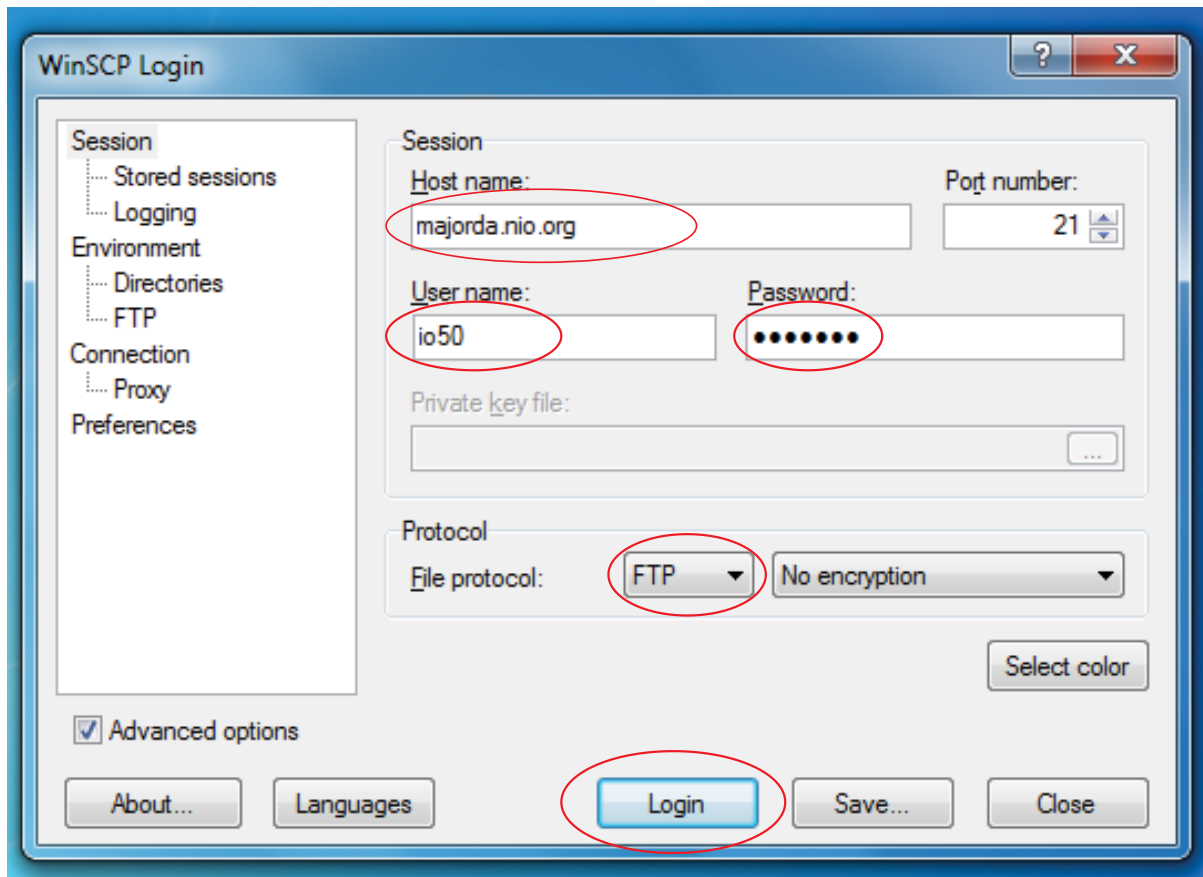 WinSCP Login
?
Session
Stored sessions
Logging
Environment
Directories
FTP
Connection
Proxy
Preferences
Session
Host name:
Port number:
majorda.nio.org
21
User name:
Password:
io50
•••••••
Private key file:
...
Protocol
File protocol:
FTP
No encryption
Select color
Advanced options
About...
Languages
Login
Save...
Close